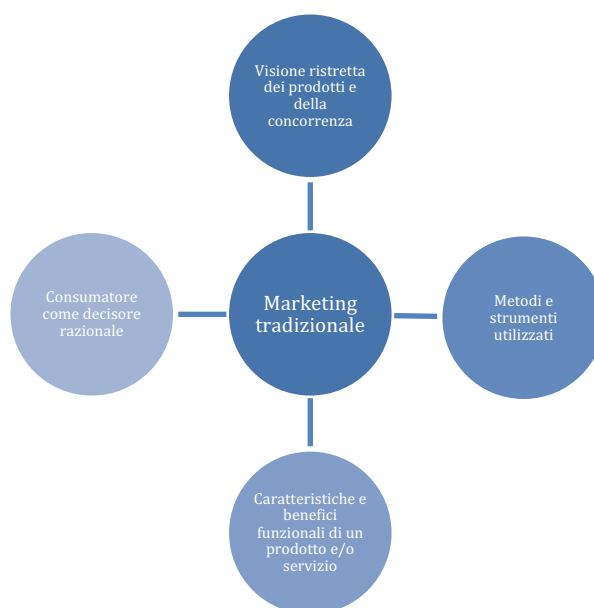 Visione ristretta
dei prodotti e
della
concorrenza
Consumatore
come decisore
razionale
Marketing
tradizionale
Metodi e
strumenti
utilizzati
Caratteristiche e
benefici
funzionali di un
prodotto e/o
servizio